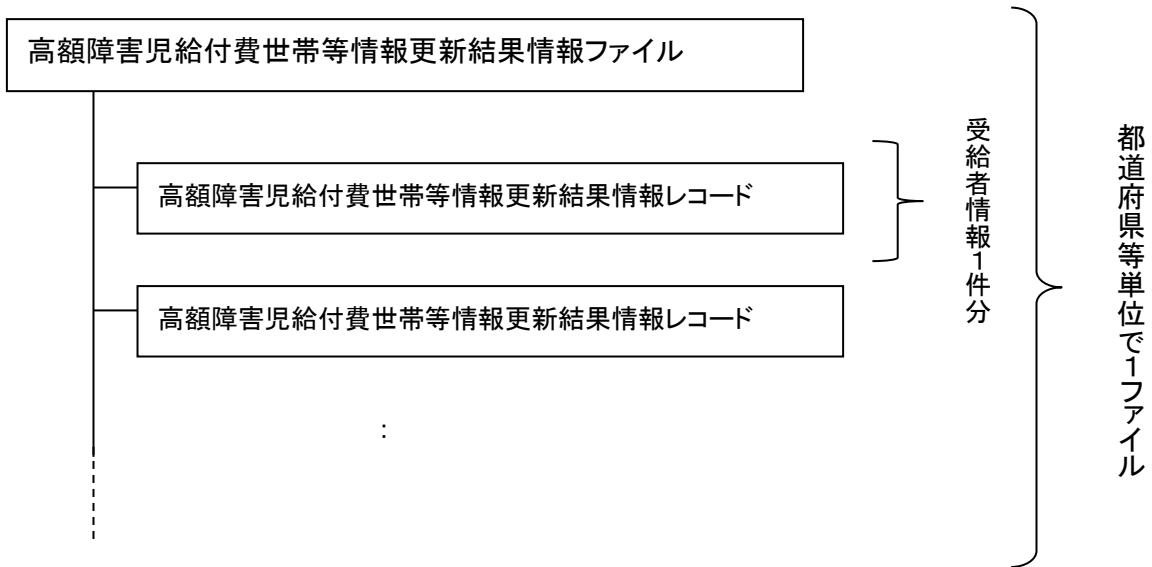 高額障害児給付費世帯等情報更新結果情報ファイル
高額障害児給付費世帯等情報更新結果情報レコード
受給者情報1件分
高額障害児給付費世帯等情報更新結果情報レコード
:
都道府県等単位で1ファイル